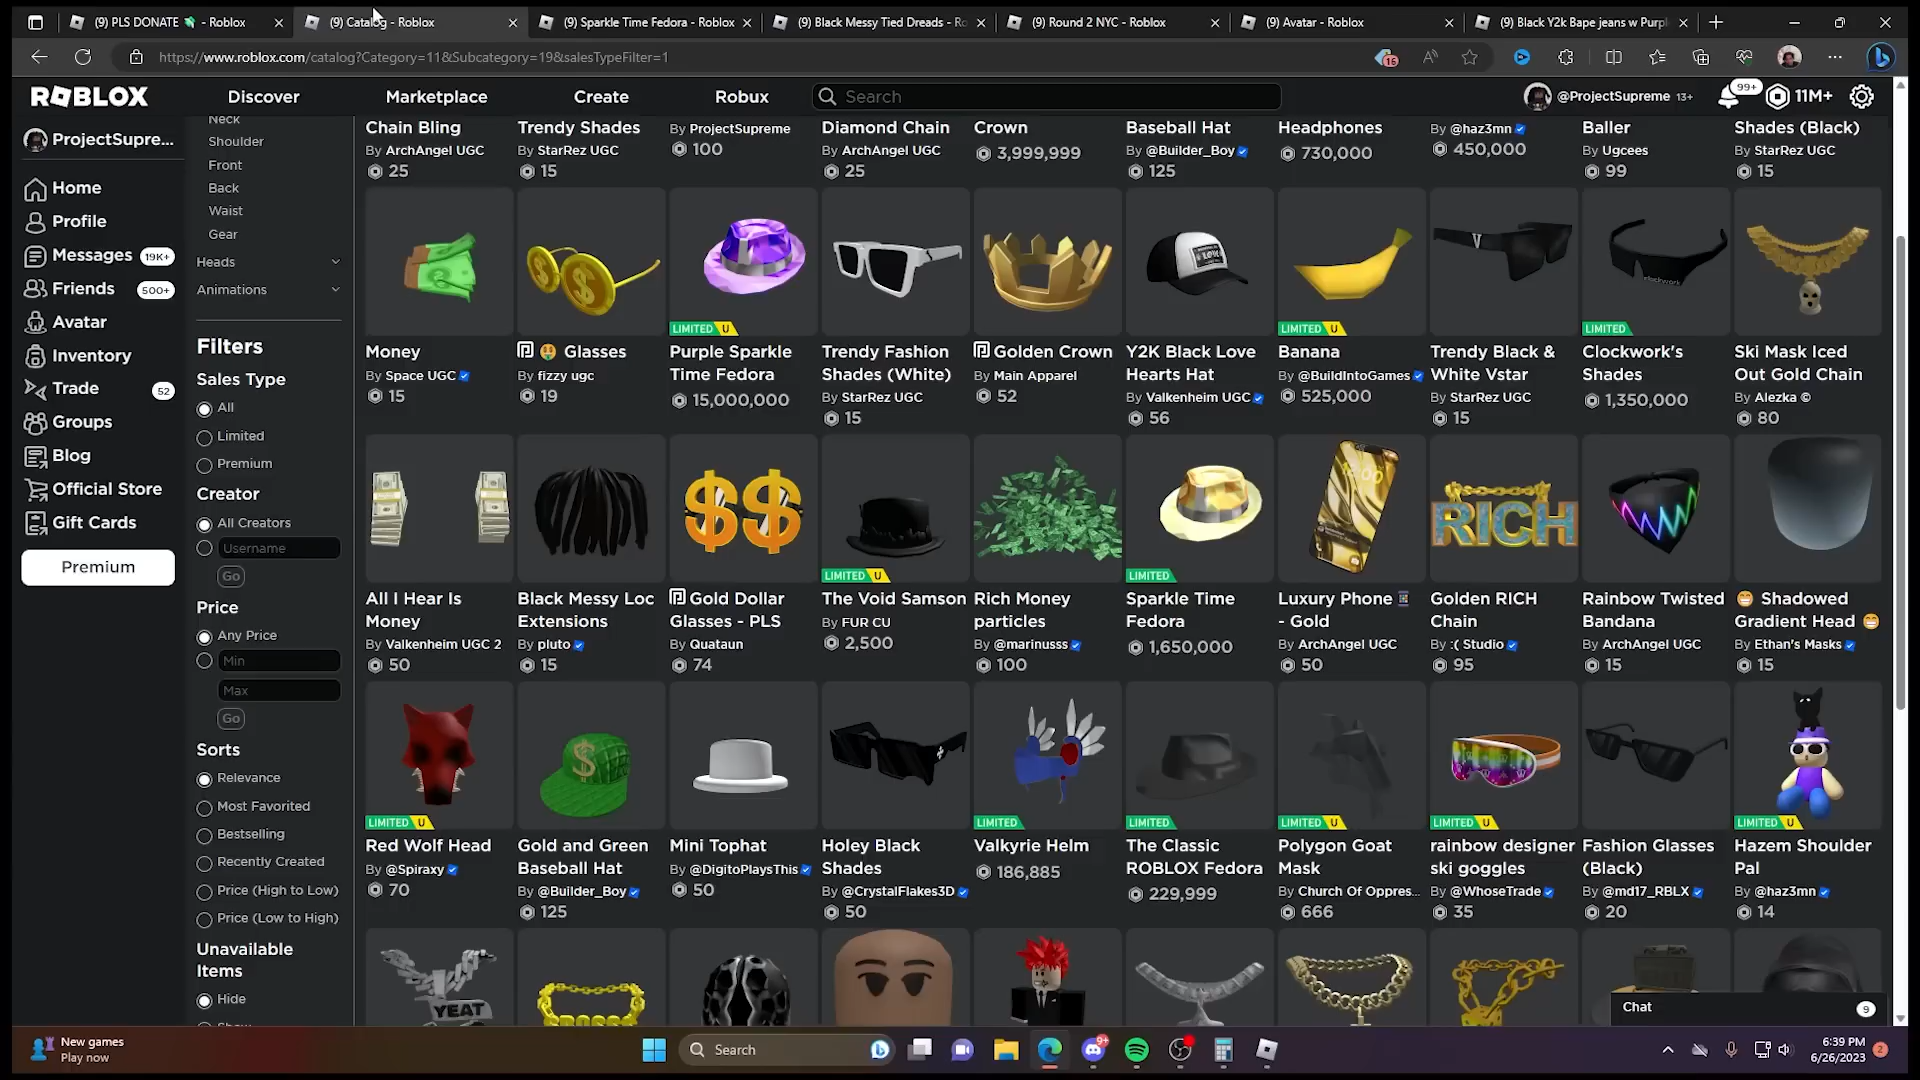 (9) PLS DONATE - Roblox
(9) Catalog - Roblox
(9) Sparkle Time Fedora - Roblox
(9) Black Messy Tied Dreads - Ro
(9) Round 2 NYC - Roblox
(9) Avatar - Roblox
(9) Black Y2k Bape jeans w Purpl
https://www.roblox.com/catalog?Category=11&Subcategory=19&salesTypeFilter=1
16
ROBLOX
Discover
Marketplace
Create
Robux
Search
@ProjectSupreme 13+
99+
11M+
ProjectSupre...
Home
Profile
Messages 19K+
Friends 500+
Avatar
Inventory
Trade 52
Groups
Blog
Official Store
Gift Cards
Premium
Neck
Shoulder
Front
Back
Waist
Gear
Heads
Animations
Filters
Sales Type
All
Limited
Premium
Creator
All Creators
Username
Go
Price
Any Price
Min
Max
Go
Sorts
Relevance
Most Favorited
Bestselling
Recently Created
Price (High to Low)
Price (Low to High)
Unavailable
Items
Hide
Chain Bling
By ArchAngel UGC
25
Trendy Shades
By StarRez UGC
15
By ProjectSupreme
100
Diamond Chain
By ArchAngel UGC
25
Crown
3,999,999
Baseball Hat
By @Builder_Boy
125
Headphones
730,000
By @haz3mn
450,000
Baller
By Ugcees
99
Shades (Black)
By StarRez UGC
15
Money
By Space UGC
15
Glasses
By fizzy ugc
19
LIMITED U
Purple Sparkle
Time Fedora
15,000,000
Trendy Fashion
Shades (White)
By StarRez UGC
15
Golden Crown
By Main Apparel
52
Y2K Black Love
Hearts Hat
By Valkenheim UGC
56
LIMITED U
Banana
By @BuildIntoGames
525,000
V
Trendy Black &
White Vstar
By StarRez UGC
15
LIMITED
Clockwork's
Shades
1,350,000
Ski Mask Iced
Out Gold Chain
By Alezka ©
80
All I Hear Is
Money
By Valkenheim UGC 2
50
Black Messy Loc
Extensions
By pluto
15
$$
Gold Dollar
Glasses - PLS
By Quataun
74
LIMITED U
The Void Samson
By FUR CU
2,500
Rich Money
particles
By @marinusss
100
LIMITED
Sparkle Time
Fedora
1,650,000
Luxury Phone
- Gold
By ArchAngel UGC
50
RICH
Golden RICH
Chain
By :( Studio
95
Rainbow Twisted
Bandana
By ArchAngel UGC
15
Shadowed
Gradient Head
By Ethan's Masks
15
LIMITED U
Red Wolf Head
By @Spiraxy
70
$
Gold and Green
Baseball Hat
By @Builder_Boy
125
Mini Tophat
By @DigitoPlaysThis
50
Holey Black
Shades
By @CrystalFlakes3D
50
LIMITED
Valkyrie Helm
186,885
LIMITED
The Classic
ROBLOX Fedora
229,999
LIMITED U
Polygon Goat
Mask
By Church Of Oppres...
666
LIMITED U
rainbow designer
ski goggles
By @WhoseTrade
35
Fashion Glasses
(Black)
By @md17_RBLX
20
LIMITED U
Hazem Shoulder
Pal
By @haz3mn
14
YEAT
Chat
9
New games
Play now
Search
9+
6:39 PM
6/26/2023
2